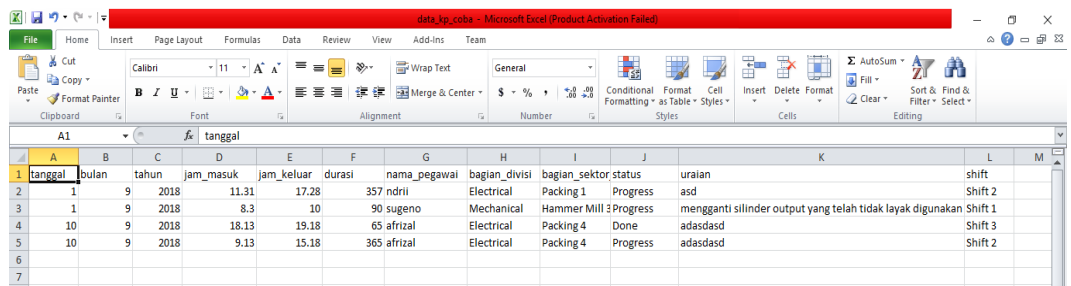 data_kp_coba - Microsoft Excel (Product Activation Failed)
File Home Insert Page Layout Formulas Data Review View Add-Ins Team
Paste Cut Copy Format Painter Clipboard
Calibri 11 A A B I U A Font
Wrap Text Merge & Center Alignment
General $ % , .0 .00 .00 .0 Number
Conditional Formatting Format as Table Cell Styles Styles
Insert Delete Format Cells
Σ AutoSum Fill Clear Sort & Filter Find & Select Editing
A1 fx tanggal
A B C D E F G H I J K L M
1 tanggal bulan tahun jam_masuk jam_keluar durasi nama_pegawai bagian_divisi bagian_sektor status uraian shift
2 1 9 2018 11.31 17.28 357 ndrii Electrical Packing 1 Progress asd Shift 2
3 1 9 2018 8.3 10 90 sugeno Mechanical Hammer Mill 3 Progress mengganti silinder output yang telah tidak layak digunakan Shift 1
4 10 9 2018 18.13 19.18 65 afrizal Electrical Packing 4 Done adasdasd Shift 3
5 10 9 2018 9.13 15.18 365 afrizal Electrical Packing 4 Progress adasdasd Shift 2
6
7